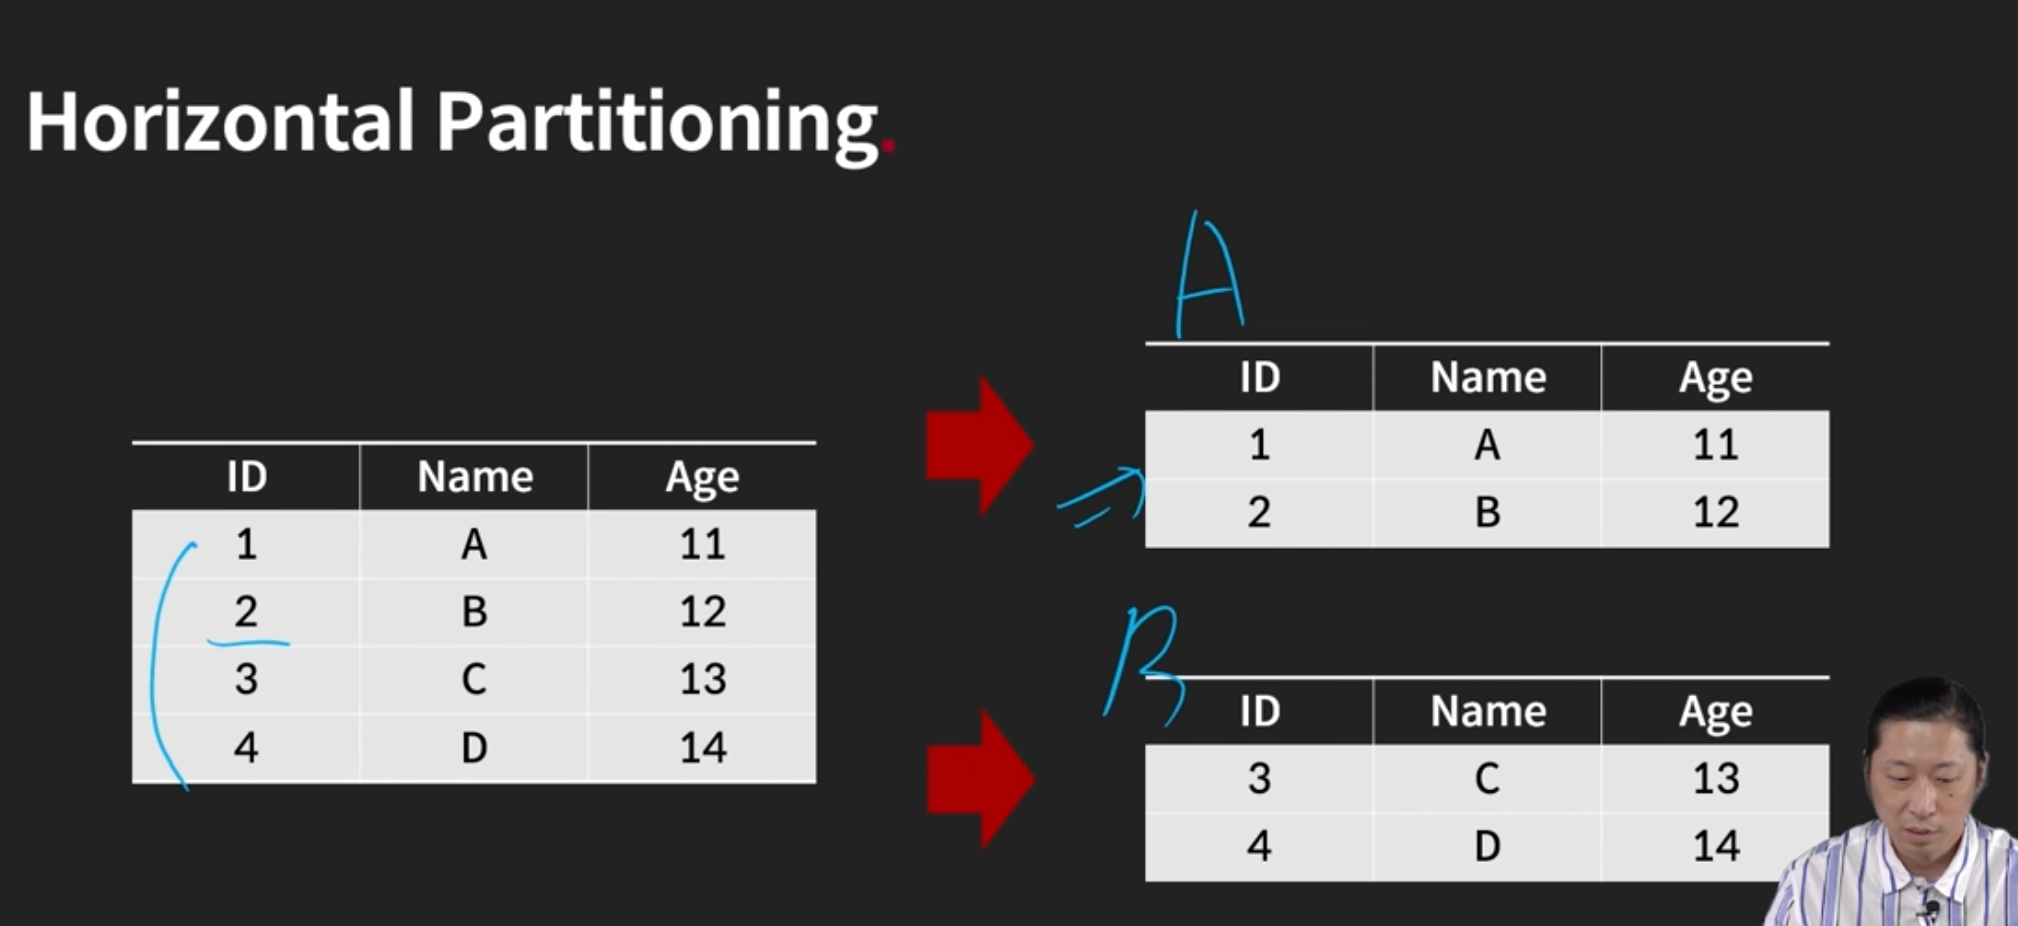 Horizontal Partitioning.
ID Name Age
1 A 11
2 B 12
3 C 13
4 D 14
A
ID Name Age
1 A 11
2 B 12
B
ID Name Age
3 C 13
4 D 14